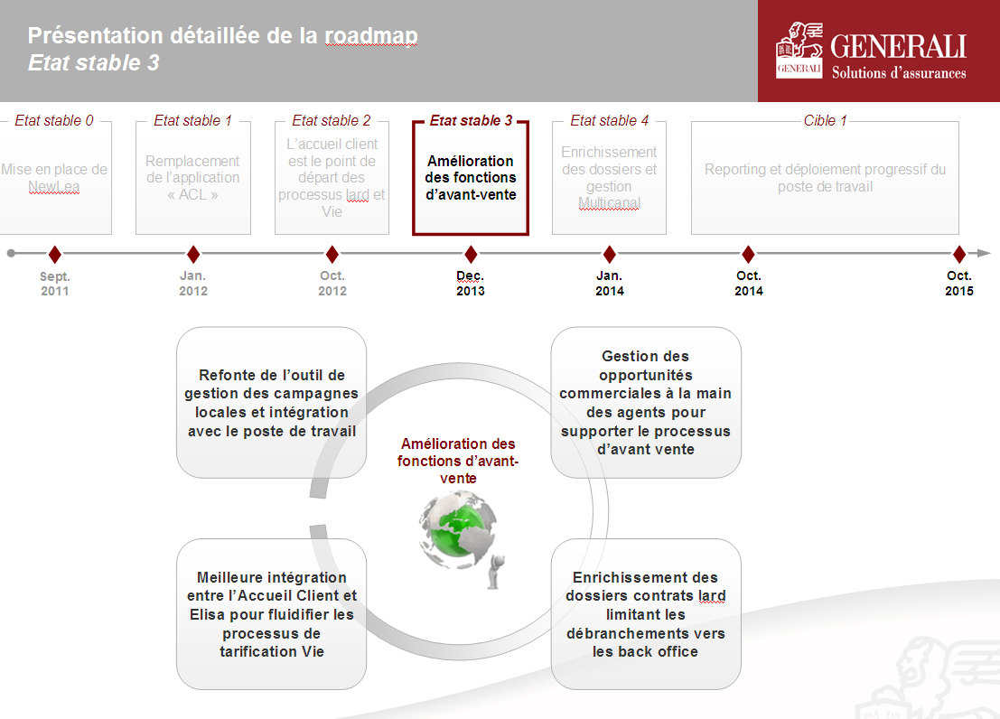 Présentation détaillée de la roadmap
Etat stable 3
GENERALI
GENERALI
Solutions d'assurances
Etat stable 0
Mise en place de
NewLea
Etat stable 1
Remplacement
de l'application
« ACL »
Etat stable 2
L'accueil client
est le point de
départ des
processus Iard et
Vie
Etat stable 3
Amélioration
des fonctions
d'avant-vente
Etat stable 4
Enrichissement
des dossiers et
gestion
Multicanal
Cible 1
Reporting et déploiement progressif du
poste de travail
Sept.
2011
Jan.
2012
Oct.
2012
Dec.
2013
Jan.
2014
Oct.
2014
Oct.
2015
Refonte de l'outil de
gestion des campagnes
locales et intégration
avec le poste de travail
Gestion des
opportunités
commerciales à la main
des agents pour
supporter le processus
d'avant vente
Amélioration des
fonctions d'avant-
vente
Meilleure intégration
entre l'Accueil Client et
Elisa pour fluidifier les
processus de
tarification Vie
Enrichissement des
dossiers contrats Iard
limitant les
débranchements vers
les back office
PAX TAN